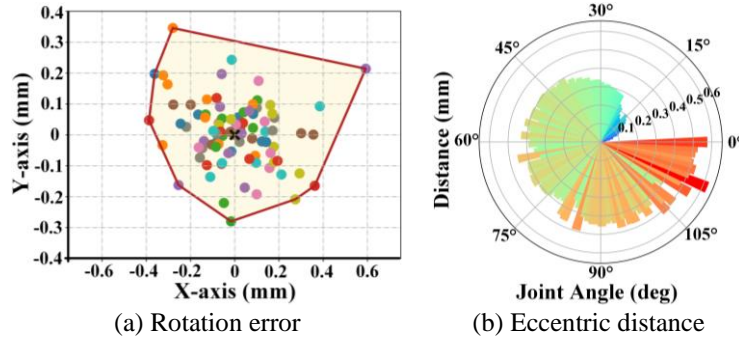 0.4
0.3
0.2
0.1
0
-0.1
-0.2
-0.3
-0.4
Y-axis (mm)
-0.6 -0.4 -0.2 0 0.2 0.4 0.6
X-axis (mm)
(a) Rotation error
30°
45° 15°
Distance (mm)
60° 0.1 0.2 0.3 0.4 0.5 0.6 0°
75° 105°
90°
Joint Angle (deg)
(b) Eccentric distance